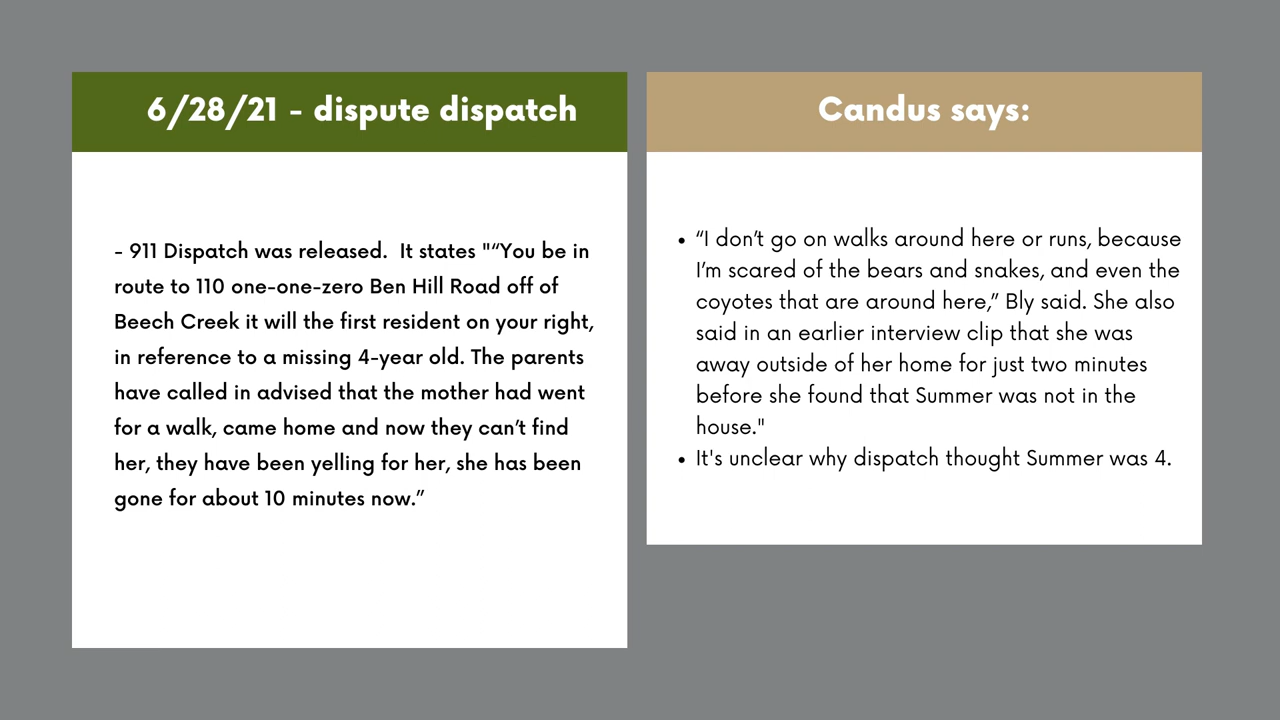 6/28/21 - dispute dispatch
- 911 Dispatch was released.  It states "“You be in
route to 110 one-one-zero Ben Hill Road off of
Beech Creek it will the first resident on your right,
in reference to a missing 4-year old. The parents
have called in advised that the mother had went
for a walk, came home and now they can’t find
her, they have been yelling for her, she has been
gone for about 10 minutes now.”
Candus says:
• “I don’t go on walks around here or runs, because
I’m scared of the bears and snakes, and even the
coyotes that are around here,” Bly said. She also
said in an earlier interview clip that she was
away outside of her home for just two minutes
before she found that Summer was not in the
house."
• It's unclear why dispatch thought Summer was 4.